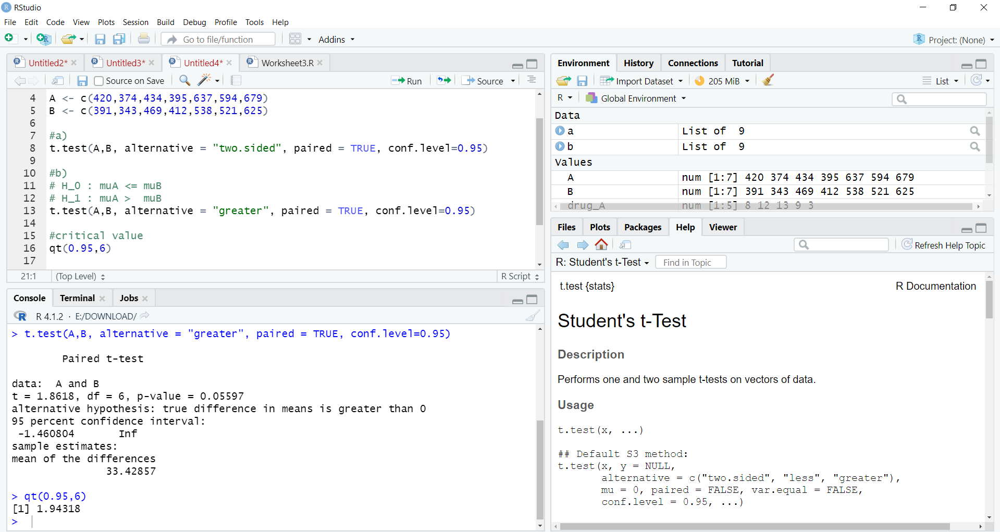 RStudio
File Edit Code View Plots Session Build Debug Profile Tools Help
Go to file/function Addins Project: (None)
Untitled2* Untitled3* Untitled4* Worksheet3.R
Source on Save Run Source
4 A <- c(420,374,434,395,637,594,679)
5 B <- c(391,343,469,412,538,521,625)
6
7 #a)
8 t.test(A,B, alternative = "two.sided", paired = TRUE, conf.level=0.95)
9
10 #b)
11 # H_0 : muA <= muB
12 # H_1 : muA >  muB
13 t.test(A,B, alternative = "greater", paired = TRUE, conf.level=0.95)
14
15 #critical value
16 qt(0.95,6)
17
21:1 (Top Level) R Script
Console Terminal Jobs
R 4.1.2 · E:/DOWNLOAD/
> t.test(A,B, alternative = "greater", paired = TRUE, conf.level=0.95)
Paired t-test
data:  A and B
t = 1.8618, df = 6, p-value = 0.05597
alternative hypothesis: true difference in means is greater than 0
95 percent confidence interval:
-1.460804 Inf
sample estimates:
mean of the differences
33.42857
> qt(0.95,6)
[1] 1.94318
>
Environment History Connections Tutorial
Import Dataset 205 MiB List
R Global Environment
Data
a List of  9
b List of  9
Values
A num [1:7] 420 374 434 395 637 594 679
B num [1:7] 391 343 469 412 538 521 625
drug_A num [1:5] 8 12 13 9 3
Files Plots Packages Help Viewer
Refresh Help Topic
R: Student's t-Test Find in Topic
t.test {stats} R Documentation
Student's t-Test
Description
Performs one and two sample t-tests on vectors of data.
Usage
t.test(x, ...)
## Default S3 method:
t.test(x, y = NULL,
alternative = c("two.sided", "less", "greater"),
mu = 0, paired = FALSE, var.equal = FALSE,
conf.level = 0.95, ...)